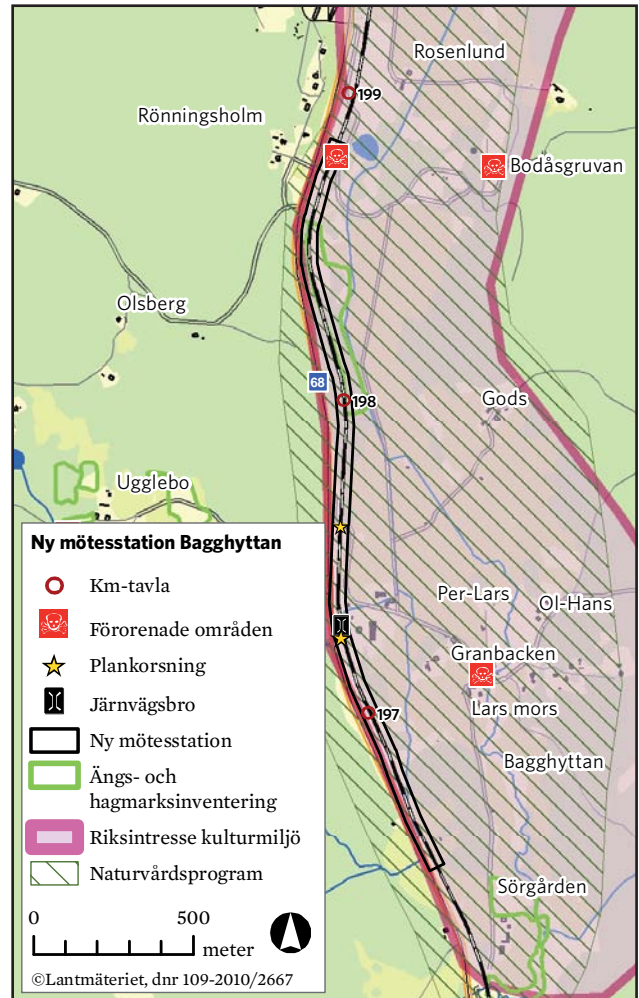 Rosenlund
199
Rönningsholm
Bodåsgruvan
Olsberg
68
198
Gods
Ugglebo
Per-Lars
Ol-Hans
Granbacken
Lars mors
197
Bagghyttan
Sörgården
Ny mötesstation Bagghyttan
Km-tavla
Förorenade områden
Plankorsning
Järnvägsbro
Ny mötesstation
Ängs- och
hagmarksinventering
Riksintresse kulturmiljö
Naturvårdsprogram
0 500
meter
©Lantmäteriet, dnr 109-2010/2667